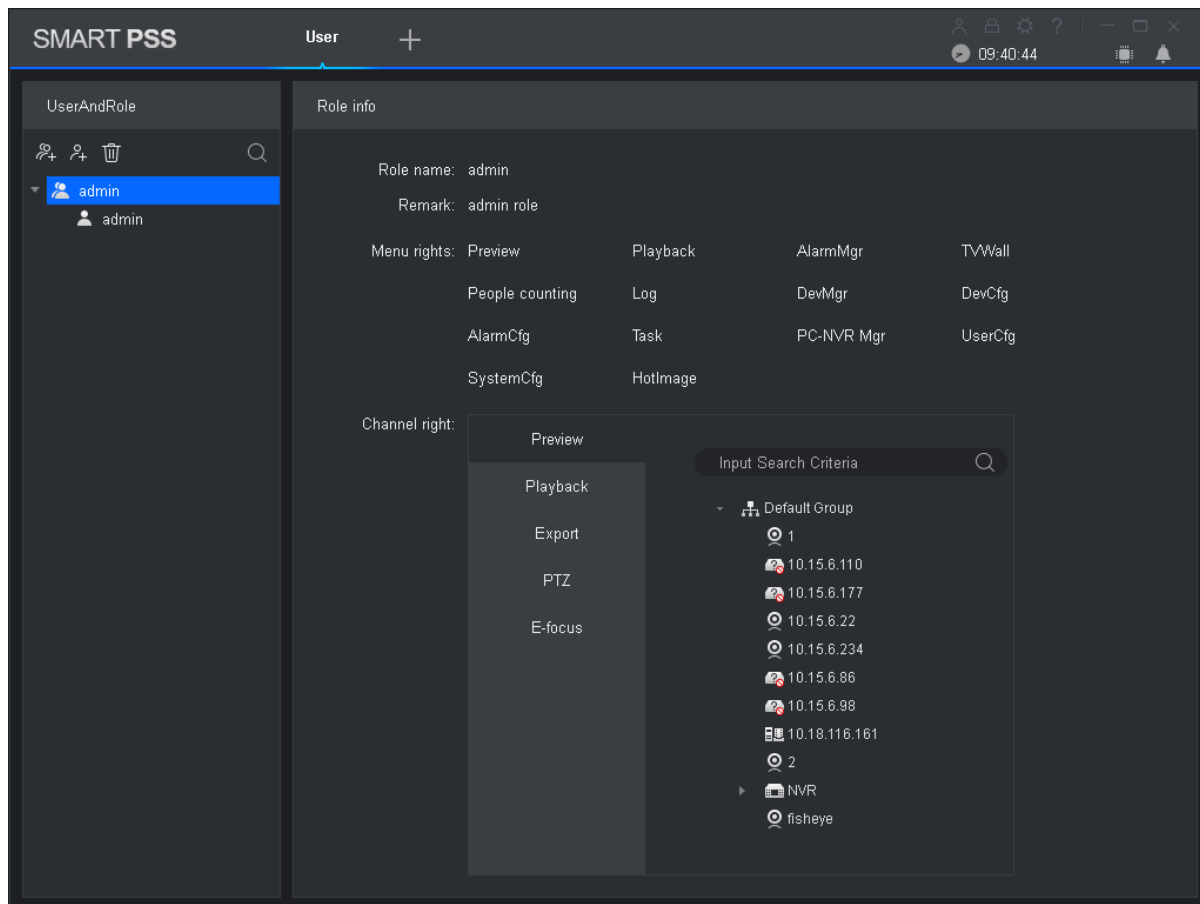 SMART PSS
User
?
09:40:44
UserAndRole
admin
admin
Role info
Role name: admin
Remark: admin role
Menu rights: Preview Playback AlarmMgr TVWall
People counting Log DevMgr DevCfg
AlarmCfg Task PC-NVR Mgr UserCfg
SystemCfg HotImage
Channel right:
Preview
Playback
Export
PTZ
E-focus
Input Search Criteria
Default Group
1
10.15.6.110
10.15.6.177
10.15.6.22
10.15.6.234
10.15.6.86
10.15.6.98
10.18.116.161
2
NVR
fisheye